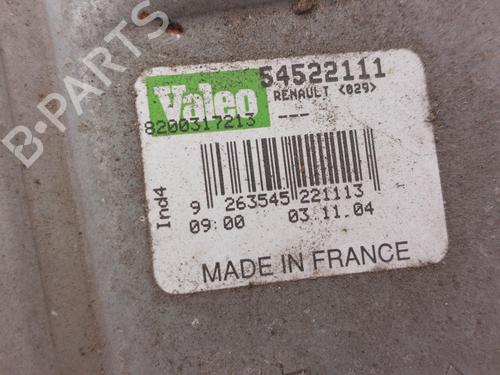 54522111
Valeo
RENAULT <029>
8200317213 ---
Ind4
9 263545 221113
09:00 03.11.04
MADE IN FRANCE
B-PARTS